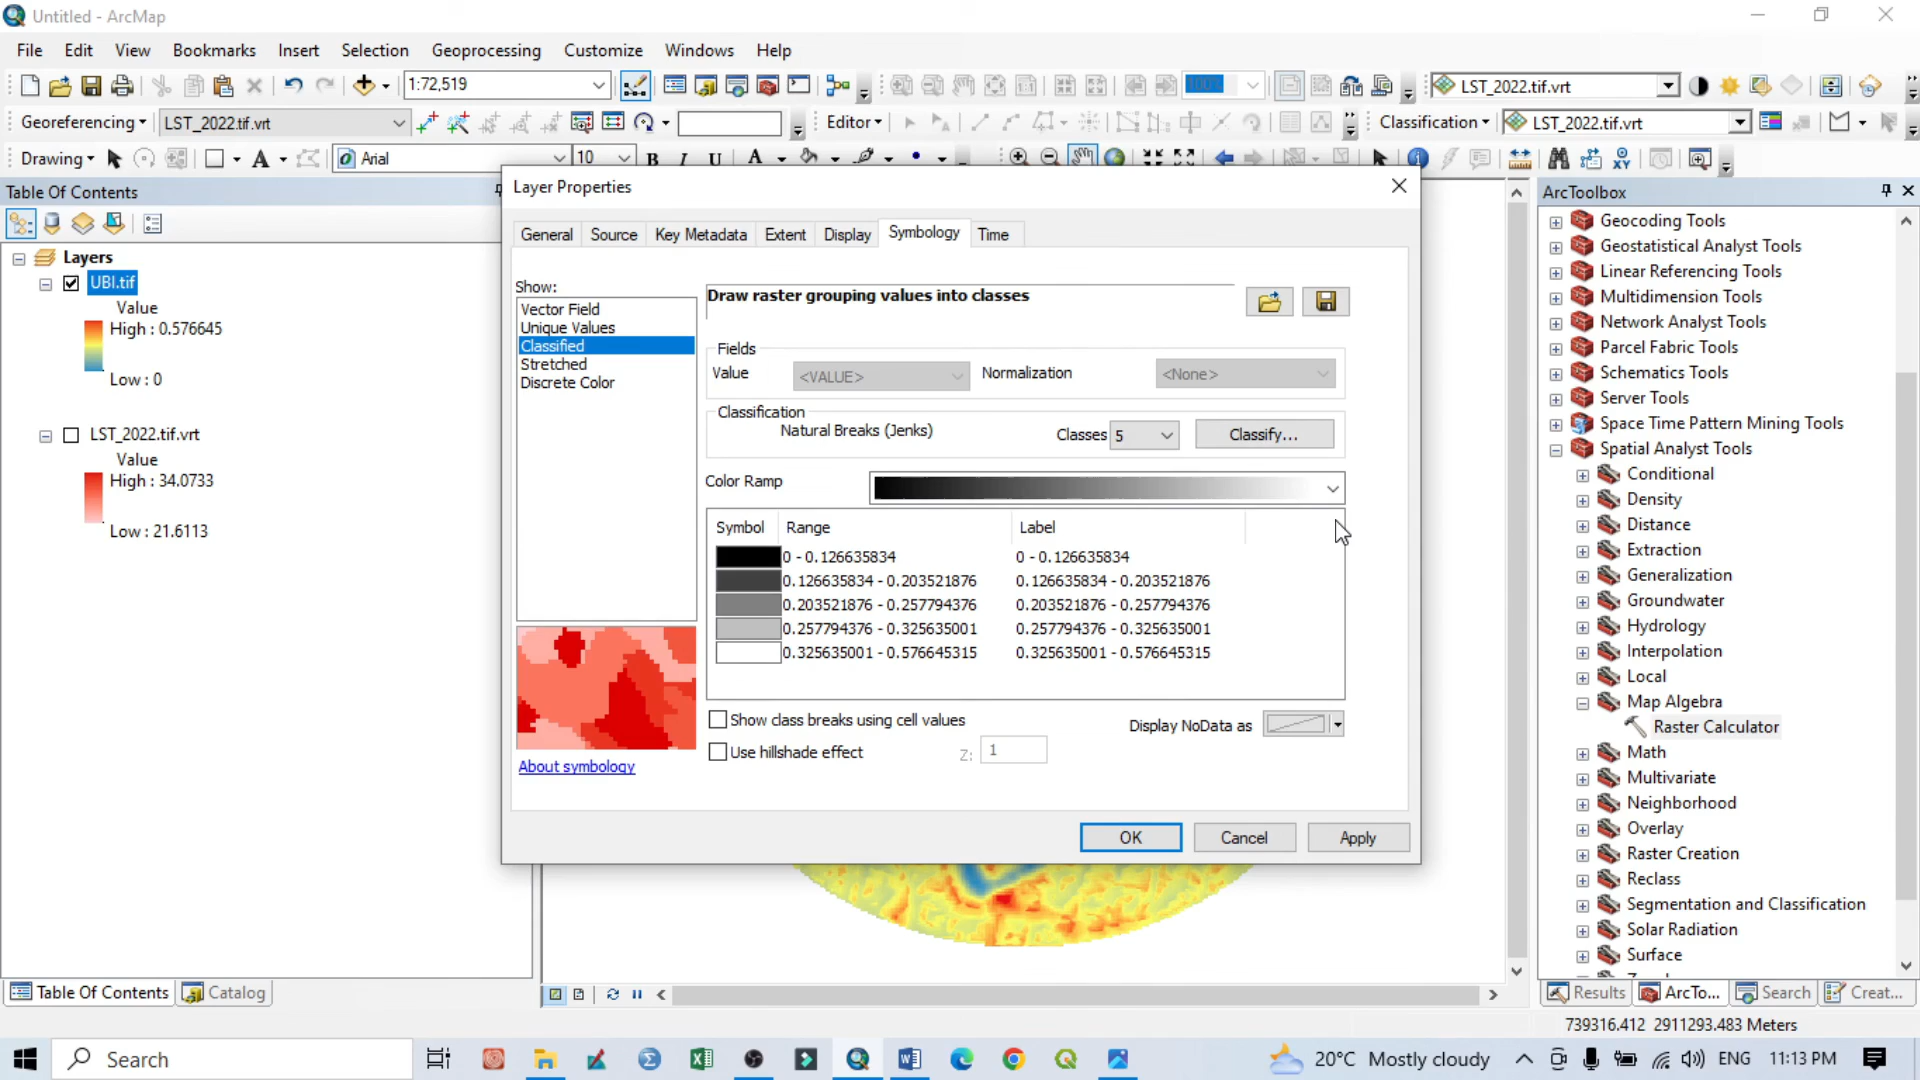 Untitled - ArcMap
File Edit View Bookmarks Insert Selection Geoprocessing Customize Windows Help
1:72,519
100%
LST_2022.tif.vrt
Georeferencing
LST_2022.tif.vrt
Editor
Classification
LST_2022.tif.vrt
Drawing
Arial
10
B I U A
Table Of Contents
Layers
UBI.tif
Value
High : 0.576645
Low : 0
LST_2022.tif.vrt
Value
High : 34.0733
Low : 21.6113
Table Of Contents
Catalog
Layer Properties
General Source Key Metadata Extent Display Symbology Time
Show:
Vector Field
Unique Values
Classified
Stretched
Discrete Color
About symbology
Draw raster grouping values into classes
Fields
Value
<VALUE>
Normalization
<None>
Classification
Natural Breaks (Jenks)
Classes
5
Classify...
Color Ramp
Symbol Range Label
0 - 0.126635834 0 - 0.126635834
0.126635834 - 0.203521876 0.126635834 - 0.203521876
0.203521876 - 0.257794376 0.203521876 - 0.257794376
0.257794376 - 0.325635001 0.257794376 - 0.325635001
0.325635001 - 0.576645315 0.325635001 - 0.576645315
Show class breaks using cell values
Display NoData as
Use hillshade effect
Z:
1
OK
Cancel
Apply
ArcToolbox
Geocoding Tools
Geostatistical Analyst Tools
Linear Referencing Tools
Multidimension Tools
Network Analyst Tools
Parcel Fabric Tools
Schematics Tools
Server Tools
Space Time Pattern Mining Tools
Spatial Analyst Tools
Conditional
Density
Distance
Extraction
Generalization
Groundwater
Hydrology
Interpolation
Local
Map Algebra
Raster Calculator
Math
Multivariate
Neighborhood
Overlay
Raster Creation
Reclass
Segmentation and Classification
Solar Radiation
Surface
Results
ArcTo...
Search
Creat...
739316.412 2911293.483 Meters
Search
20°C Mostly cloudy
ENG
11:13 PM